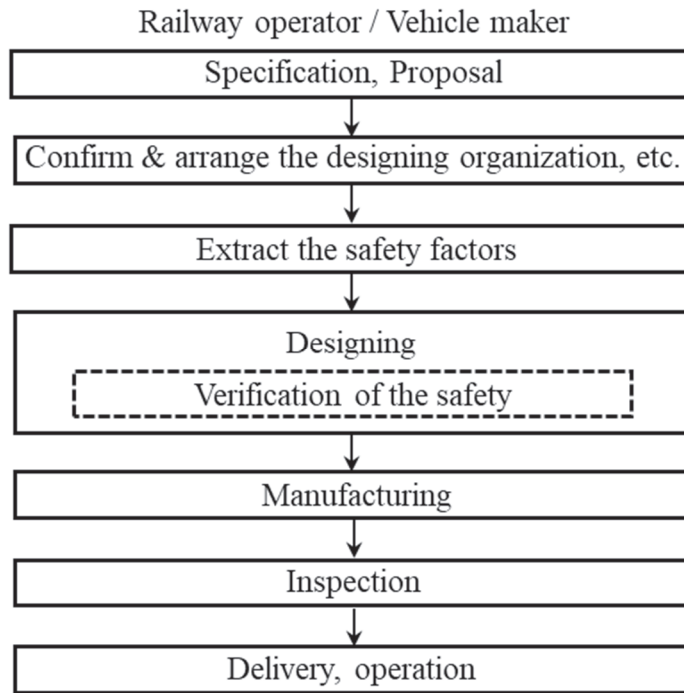 Railway operator / Vehicle maker
Specification, Proposal
Confirm & arrange the designing organization, etc.
Extract the safety factors
Designing
Verification of the safety
Manufacturing
Inspection
Delivery, operation